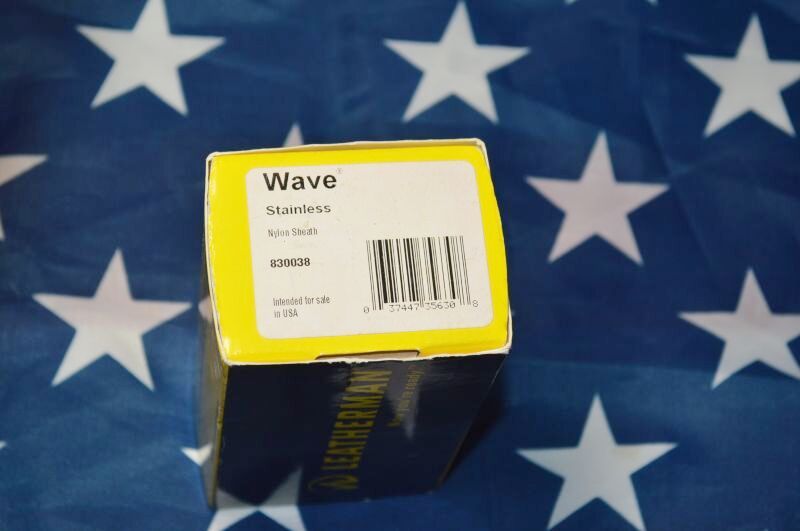 Wave®
Stainless
Nylon Sheath
830038
Intended for sale
in USA
0 37447 35630 8
LEATHERMAN